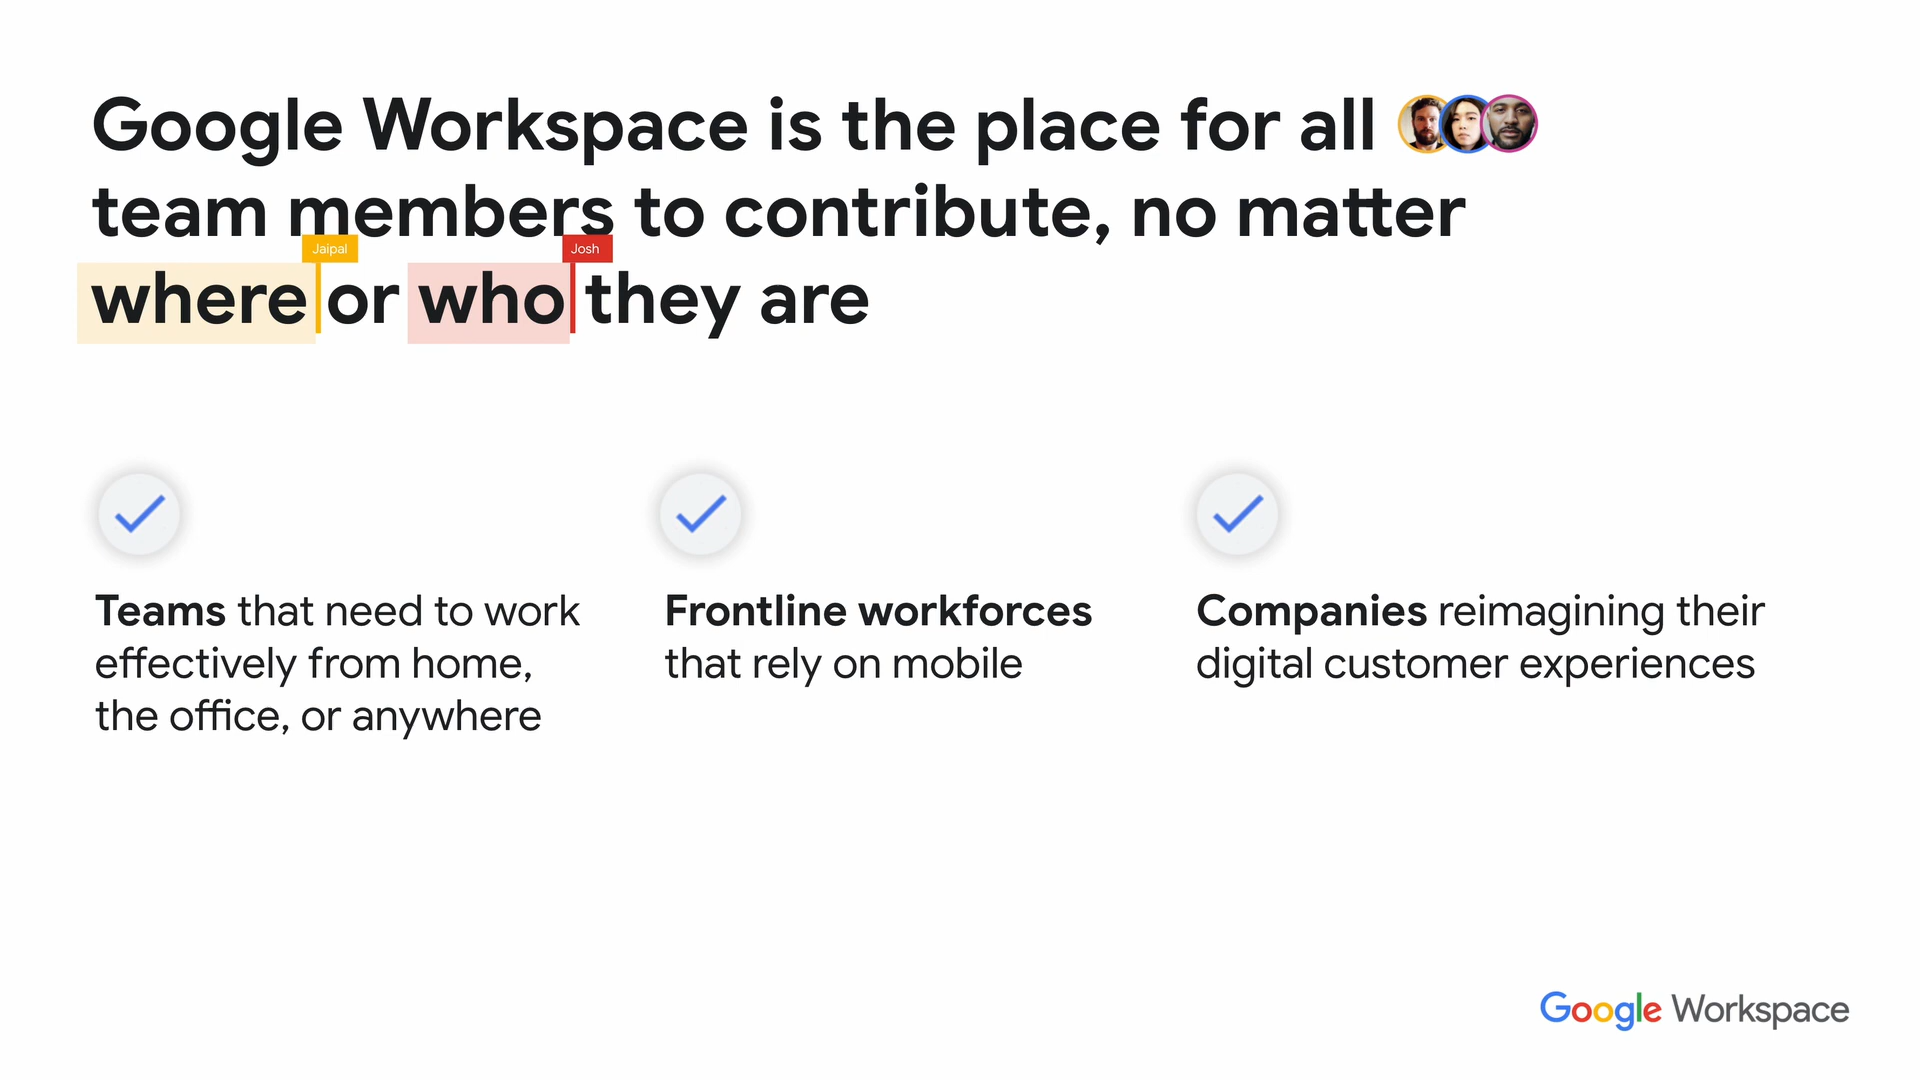 Google Workspace is the place for all
team members to contribute, no matter
Jaipal
Josh
where or who they are
Teams that need to work
effectively from home,
the office, or anywhere
Frontline workforces
that rely on mobile
Companies reimagining their
digital customer experiences
Google Workspace